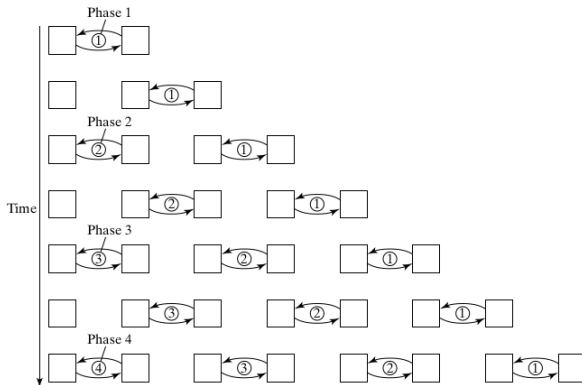 Phase 1
①
①
Phase 2
② ①
Time
② ①
Phase 3
③ ② ①
③ ② ①
Phase 4
④ ③ ② ①